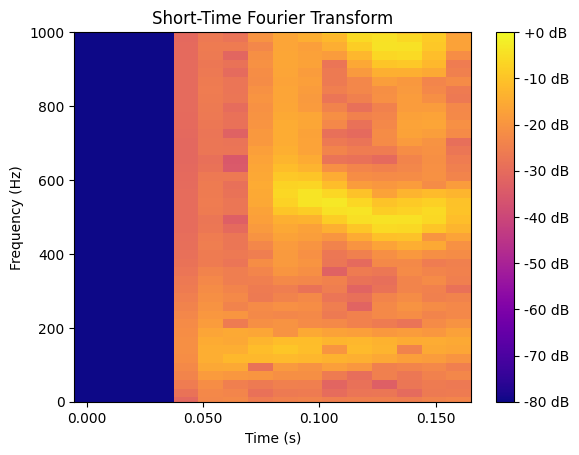 Short-Time Fourier Transform
Frequency (Hz)
1000
800
600
400
200
0
0.000
0.050
0.100
0.150
Time (s)
+0 dB
-10 dB
-20 dB
-30 dB
-40 dB
-50 dB
-60 dB
-70 dB
-80 dB